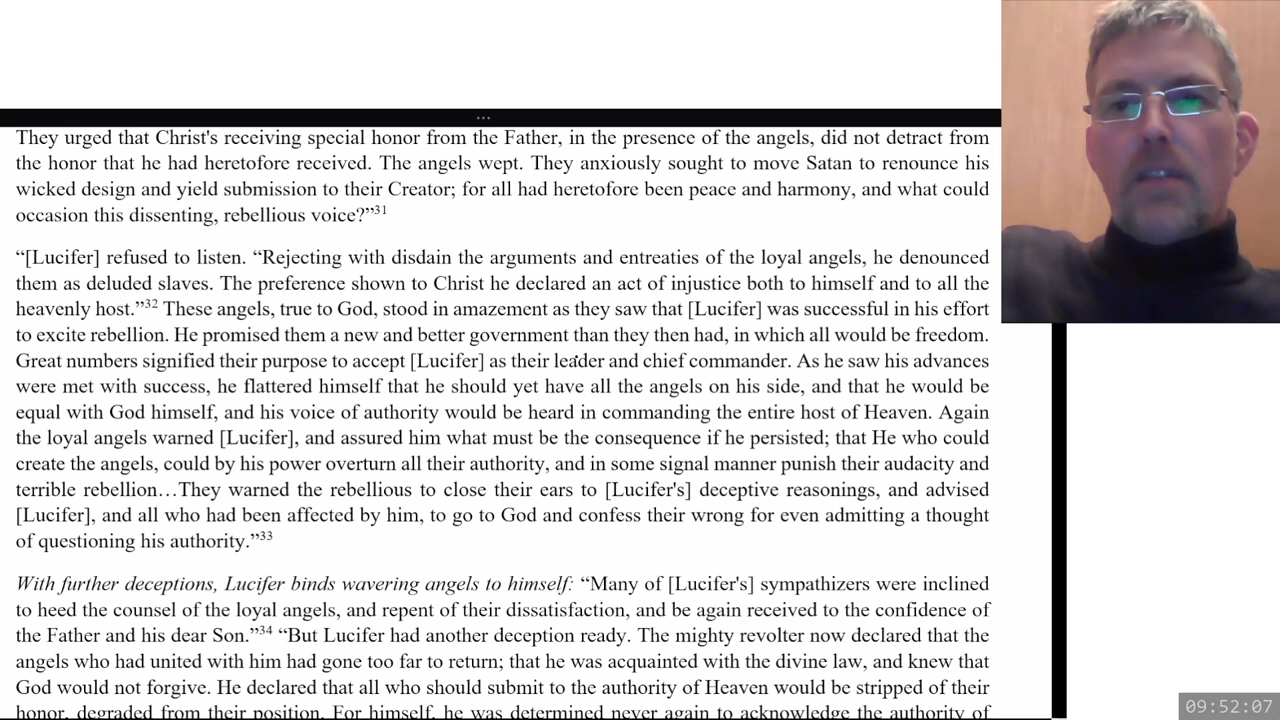 They urged that Christ's receiving special honor from the Father, in the presence of the angels, did not detract from
the honor that he had heretofore received. The angels wept. They anxiously sought to move Satan to renounce his
wicked design and yield submission to their Creator; for all had heretofore been peace and harmony, and what could
occasion this dissenting, rebellious voice?”31
“[Lucifer] refused to listen. “Rejecting with disdain the arguments and entreaties of the loyal angels, he denounced
them as deluded slaves. The preference shown to Christ he declared an act of injustice both to himself and to all the
heavenly host.”32 These angels, true to God, stood in amazement as they saw that [Lucifer] was successful in his effort
to excite rebellion. He promised them a new and better government than they then had, in which all would be freedom.
Great numbers signified their purpose to accept [Lucifer] as their leader and chief commander. As he saw his advances
were met with success, he flattered himself that he should yet have all the angels on his side, and that he would be
equal with God himself, and his voice of authority would be heard in commanding the entire host of Heaven. Again
the loyal angels warned [Lucifer], and assured him what must be the consequence if he persisted; that He who could
create the angels, could by his power overturn all their authority, and in some signal manner punish their audacity and
terrible rebellion…They warned the rebellious to close their ears to [Lucifer's] deceptive reasonings, and advised
[Lucifer], and all who had been affected by him, to go to God and confess their wrong for even admitting a thought
of questioning his authority.”33
With further deceptions, Lucifer binds wavering angels to himself: “Many of [Lucifer's] sympathizers were inclined
to heed the counsel of the loyal angels, and repent of their dissatisfaction, and be again received to the confidence of
the Father and his dear Son.”34 “But Lucifer had another deception ready. The mighty revolter now declared that the
angels who had united with him had gone too far to return; that he was acquainted with the divine law, and knew that
God would not forgive. He declared that all who should submit to the authority of Heaven would be stripped of their
honor, degraded from their position. For himself, he was determined never again to acknowledge the authority of
09:52:07